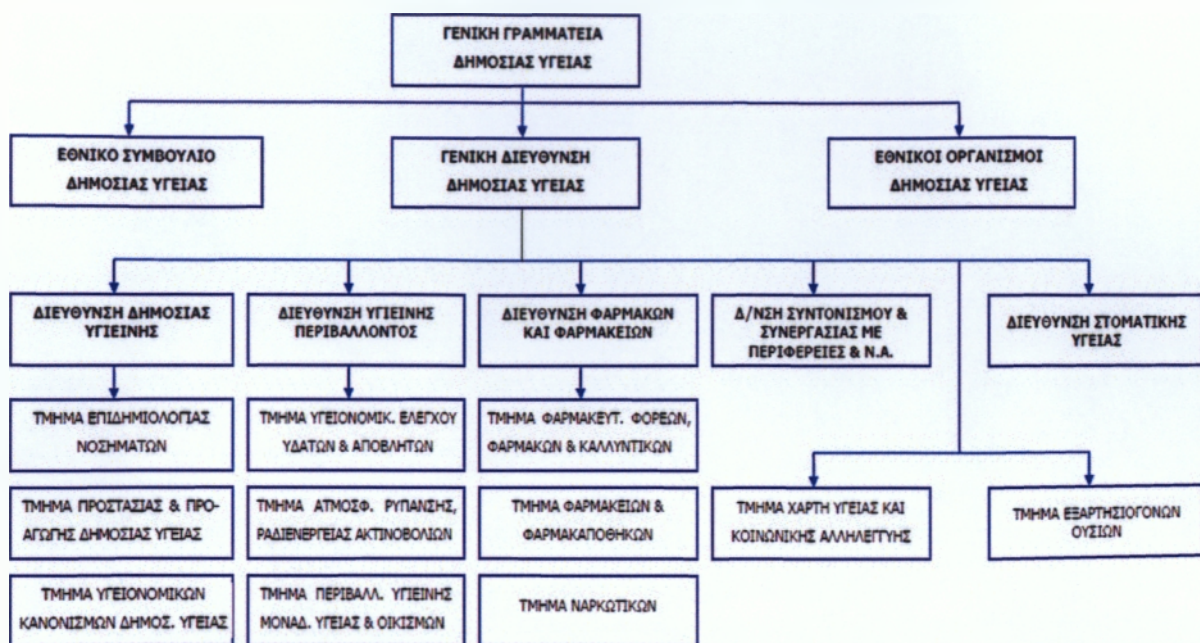 ΓΕΝΙΚΗ ΓΡΑΜΜΑΤΕΙΑ
ΔΗΜΟΣΙΑΣ ΥΓΕΙΑΣ
ΕΘΝΙΚΟ ΣΥΜΒΟΥΛΙΟ
ΔΗΜΟΣΙΑΣ ΥΓΕΙΑΣ
ΓΕΝΙΚΗ ΔΙΕΥΘΥΝΣΗ
ΔΗΜΟΣΙΑΣ ΥΓΕΙΑΣ
ΕΘΝΙΚΟΙ ΟΡΓΑΝΙΣΜΟΙ
ΔΗΜΟΣΙΑΣ ΥΓΕΙΑΣ
ΔΙΕΥΘΥΝΣΗ ΔΗΜΟΣΙΑΣ
ΥΓΙΕΙΝΗΣ
ΔΙΕΥΘΥΝΣΗ ΥΓΙΕΙΝΗΣ
ΠΕΡΙΒΑΛΛΟΝΤΟΣ
ΔΙΕΥΘΥΝΣΗ ΦΑΡΜΑΚΩΝ
ΚΑΙ ΦΑΡΜΑΚΕΙΩΝ
Δ/ΝΣΗ ΣΥΝΤΟΝΙΣΜΟΥ &
ΣΥΝΕΡΓΑΣΙΑΣ ΜΕ
ΠΕΡΙΦΕΡΕΙΕΣ & Ν.Α.
ΔΙΕΥΘΥΝΣΗ ΣΤΟΜΑΤΙΚΗΣ
ΥΓΕΙΑΣ
ΤΜΗΜΑ ΕΠΙΔΗΜΙΟΛΟΓΙΑΣ
ΝΟΣΗΜΑΤΩΝ
ΤΜΗΜΑ ΥΓΕΙΟΝΟΜΙΚ. ΕΛΕΓΧΟΥ
ΥΔΑΤΩΝ & ΑΠΟΒΛΗΤΩΝ
ΤΜΗΜΑ ΦΑΡΜΑΚΕΥΤ. ΦΟΡΕΩΝ,
ΦΑΡΜΑΚΩΝ & ΚΑΛΛΥΝΤΙΚΩΝ
ΤΜΗΜΑ ΠΡΟΣΤΑΣΙΑΣ & ΠΡΟ-
ΑΓΩΓΗΣ ΔΗΜΟΣΙΑΣ ΥΓΕΙΑΣ
ΤΜΗΜΑ ΑΤΜΟΣΦ. ΡΥΠΑΝΣΗΣ,
ΡΑΔΙΕΝΕΡΓΕΙΑΣ ΑΚΤΙΝΟΒΟΛΙΩΝ
ΤΜΗΜΑ ΦΑΡΜΑΚΕΙΩΝ &
ΦΑΡΜΑΚΑΠΟΘΗΚΩΝ
ΤΜΗΜΑ ΧΑΡΤΗ ΥΓΕΙΑΣ ΚΑΙ
ΚΟΙΝΩΝΙΚΗΣ ΑΛΛΗΛΕΓΓΥΗΣ
ΤΜΗΜΑ ΕΞΑΡΤΗΣΙΟΓΟΝΩΝ
ΟΥΣΙΩΝ
ΤΜΗΜΑ ΥΓΕΙΟΝΟΜΙΚΩΝ
ΚΑΝΟΝΙΣΜΩΝ ΔΗΜΟΣ. ΥΓΕΙΑΣ
ΤΜΗΜΑ ΠΕΡΙΒΑΛΛ. ΥΓΙΕΙΝΗΣ
ΜΟΝΑΔ. ΥΓΕΙΑΣ & ΟΙΚΙΣΜΩΝ
ΤΜΗΜΑ ΝΑΡΚΩΤΙΚΩΝ